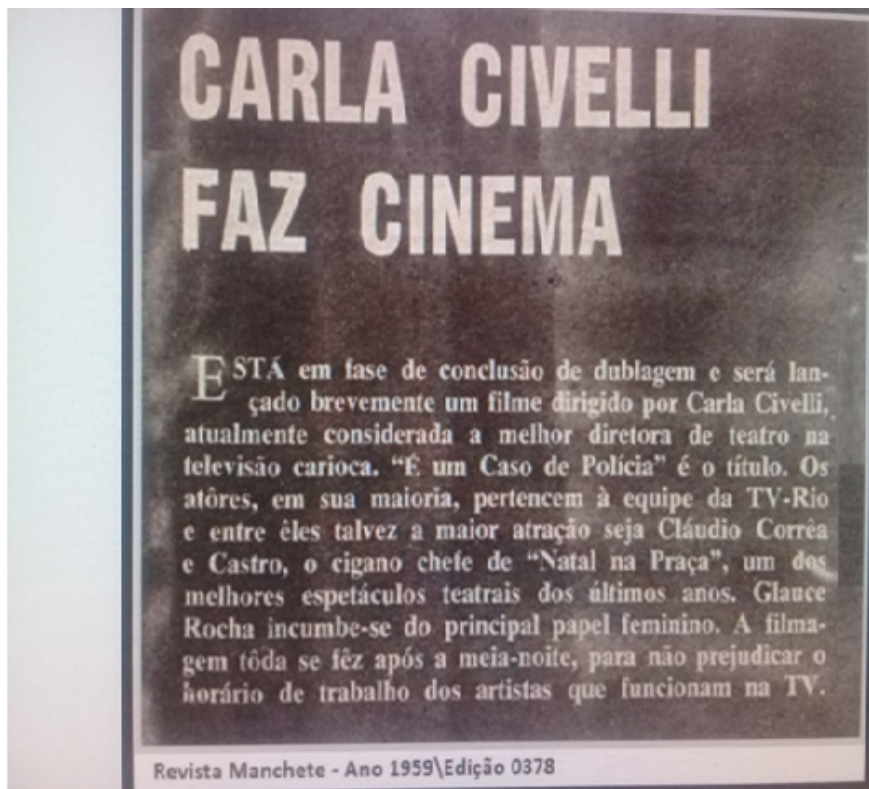 CARLA CIVELLI
FAZ CINEMA
ESTÁ em fase de conclusão de dublagem e será lan-
çado brevemente um filme dirigido por Carla Civelli,
atualmente considerada a melhor diretora de teatro na
televisão carioca. “É um Caso de Polícia” é o título. Os
atôres, em sua maioria, pertencem à equipe da TV-Rio
e entre êles talvez a maior atração seja Cláudio Corrêa
e Castro, o cigano chefe de “Natal na Praça”, um dos
melhores espetáculos teatrais dos últimos anos. Glauce
Rocha incumbe-se do principal papel feminino. A filma-
gem tôda se fêz após a meia-noite, para não prejudicar o
horário de trabalho dos artistas que funcionam na TV.
Revista Manchete - Ano 1959\Edição 0378